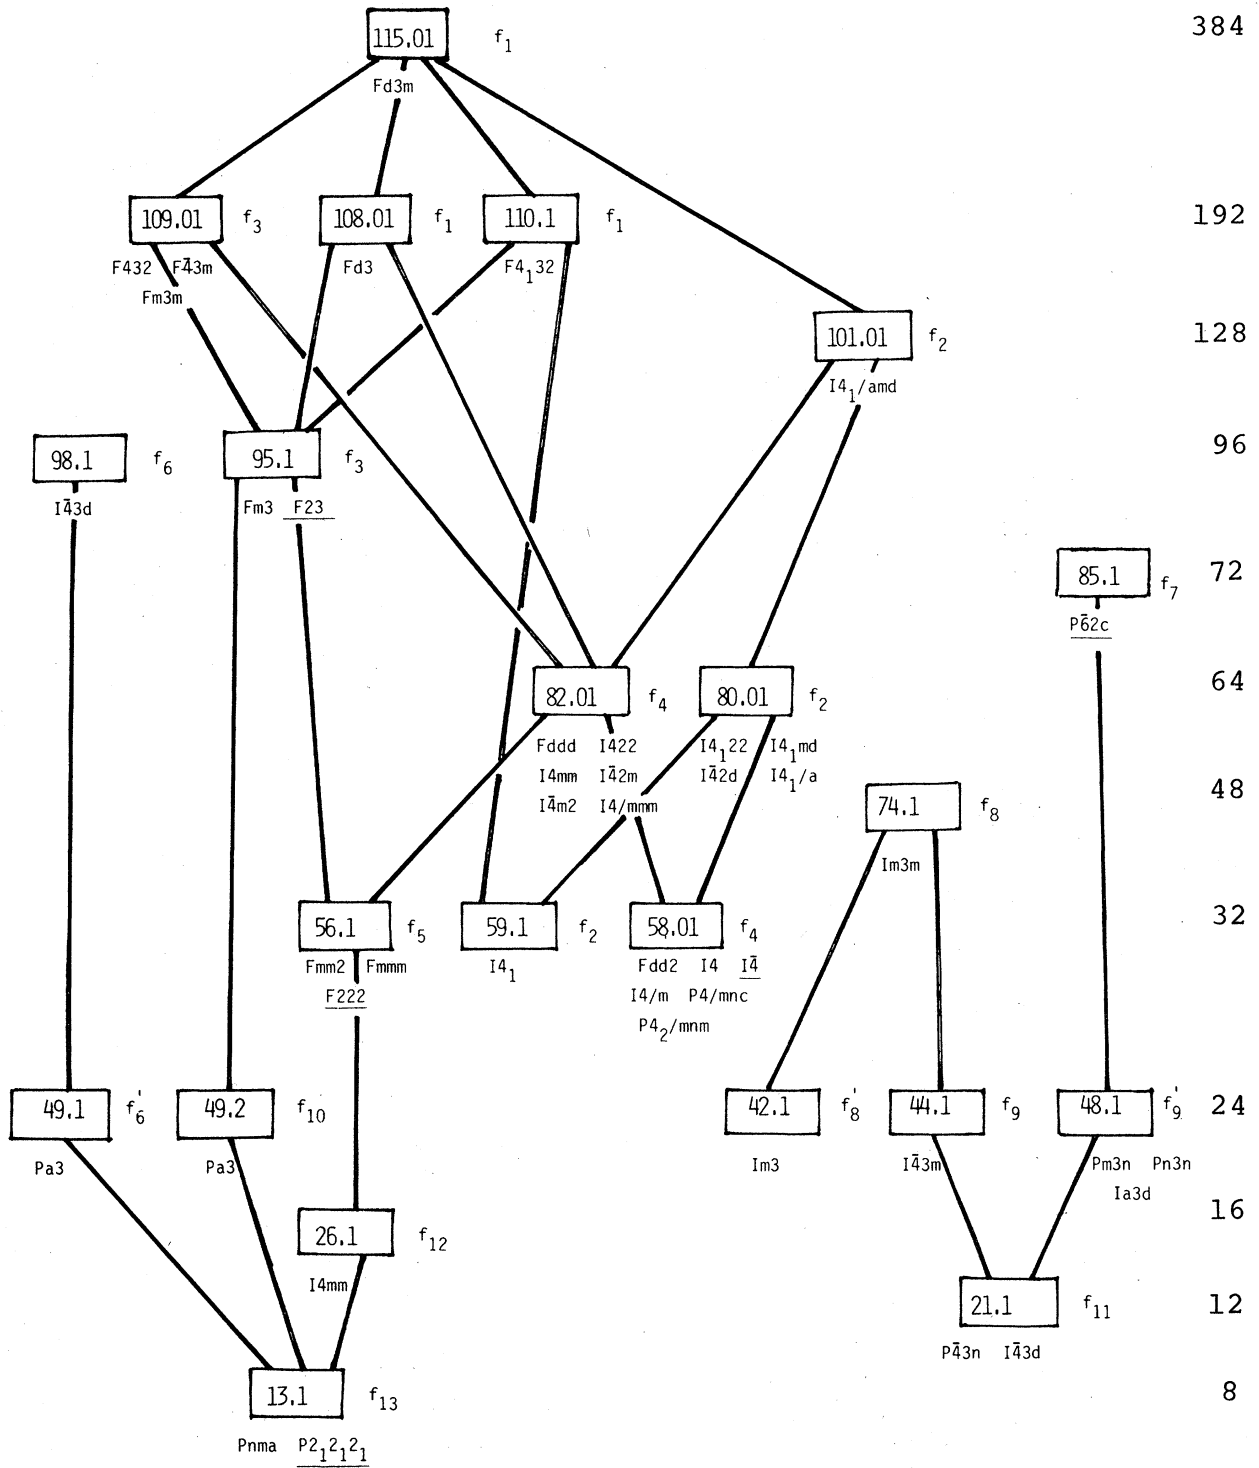 115.01 f₁ 384
Fd3m
109.01 f₃ 108.01 f₁ 110.1 f₁ 192
F432 F4̄3m Fd3 F4₁32
Fm3m
101.01 f₂ 128
I4₁/amd
98.1 f₆ 95.1 f₃ 96
I4̄3d Fm3 F23
85.1 f₇ 72
P6̄2c
82.01 f₄ 80.01 f₂ 64
Fddd I422 I4₁22 I4₁md
I4mm I4̄2m I4̄2d I4₁/a
I4̄m2 I4/mmm
74.1 f₈ 48
Im3m
56.1 f₅ 59.1 f₂ 58.01 f₄ 32
Fmm2 Fmmm I4₁ Fdd2 I4 I4̄
F222 I4/m P4/mnc
P4₂/mnm
49.1 f₆' 49.2 f₁₀ 42.1 f₈' 44.1 f₉ 48.1 f₉' 24
Pa3 Pa3 Im3 I4̄3m Pm3n Pn3n
Ia3d
26.1 f₁₂ 16
I4mm
21.1 f₁₁ 12
P4̄3n I4̄3d
13.1 f₁₃ 8
Pnma P2₁2₁2₁